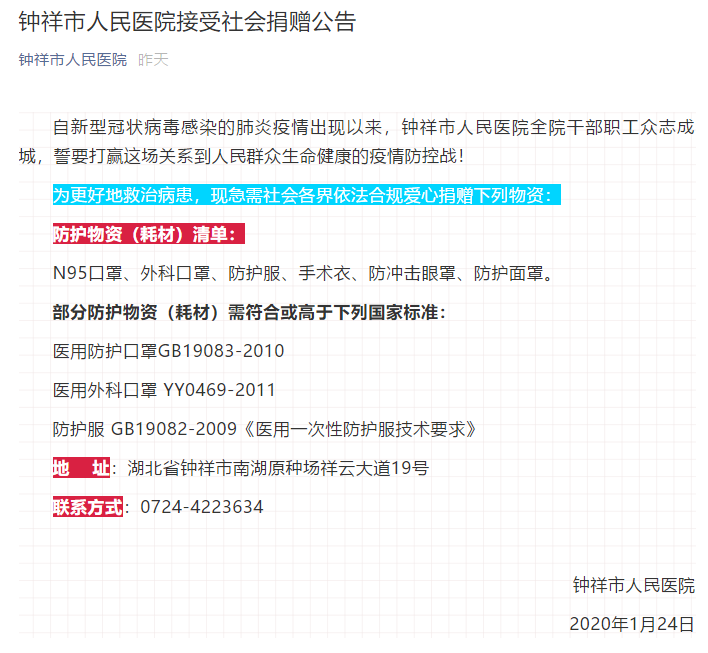 钟祥市人民医院接受社会捐赠公告
钟祥市人民医院 昨天
自新型冠状病毒感染的肺炎疫情出现以来，钟祥市人民医院全院干部职工众志成
城，誓要打赢这场关系到人民群众生命健康的疫情防控战！
为更好地救治病患，现急需社会各界依法合规爱心捐赠下列物资：
防护物资（耗材）清单：
N95口罩、外科口罩、防护服、手术衣、防冲击眼罩、防护面罩。
部分防护物资（耗材）需符合或高于下列国家标准：
医用防护口罩GB19083-2010
医用外科口罩 YY0469-2011
防护服 GB19082-2009《医用一次性防护服技术要求》
地 址：湖北省钟祥市南湖原种场祥云大道19号
联系方式：0724-4223634
钟祥市人民医院
2020年1月24日